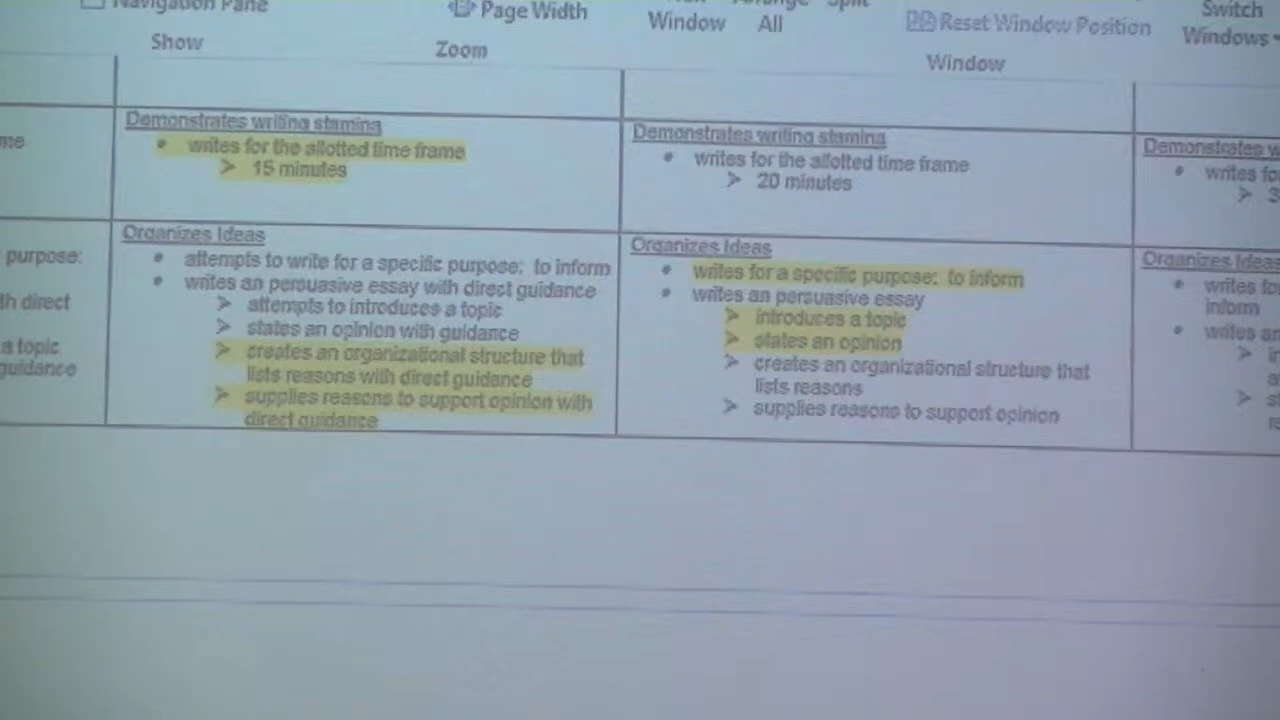 Navigation Pane
Page Width
Split
Switch
Window
All
Reset Window Position
Windows
Show
Zoom
Window
Demonstrates writing stamina
• writes for the allotted time frame
➢ 15 minutes
Demonstrates writing stamina
• writes for the allotted time frame
➢ 20 minutes
Demonstrates
• writes
purpose:
direct
a topic
guidance
Organizes Ideas
• attempts to write for a specific purpose: to inform
• writes an persuasive essay with direct guidance
➢ attempts to introduces a topic
➢ states an opinion with guidance
➢ creates an organizational structure that
lists reasons with direct guidance
➢ supplies reasons to support opinion with
direct guidance
Organizes Ideas
• writes for a specific purpose: to inform
• writes an persuasive essay
➢ introduces a topic
➢ states an opinion
➢ creates an organizational structure that
lists reasons
➢ supplies reasons to support opinion
Organizes Ideas
• writes
inform
• writes